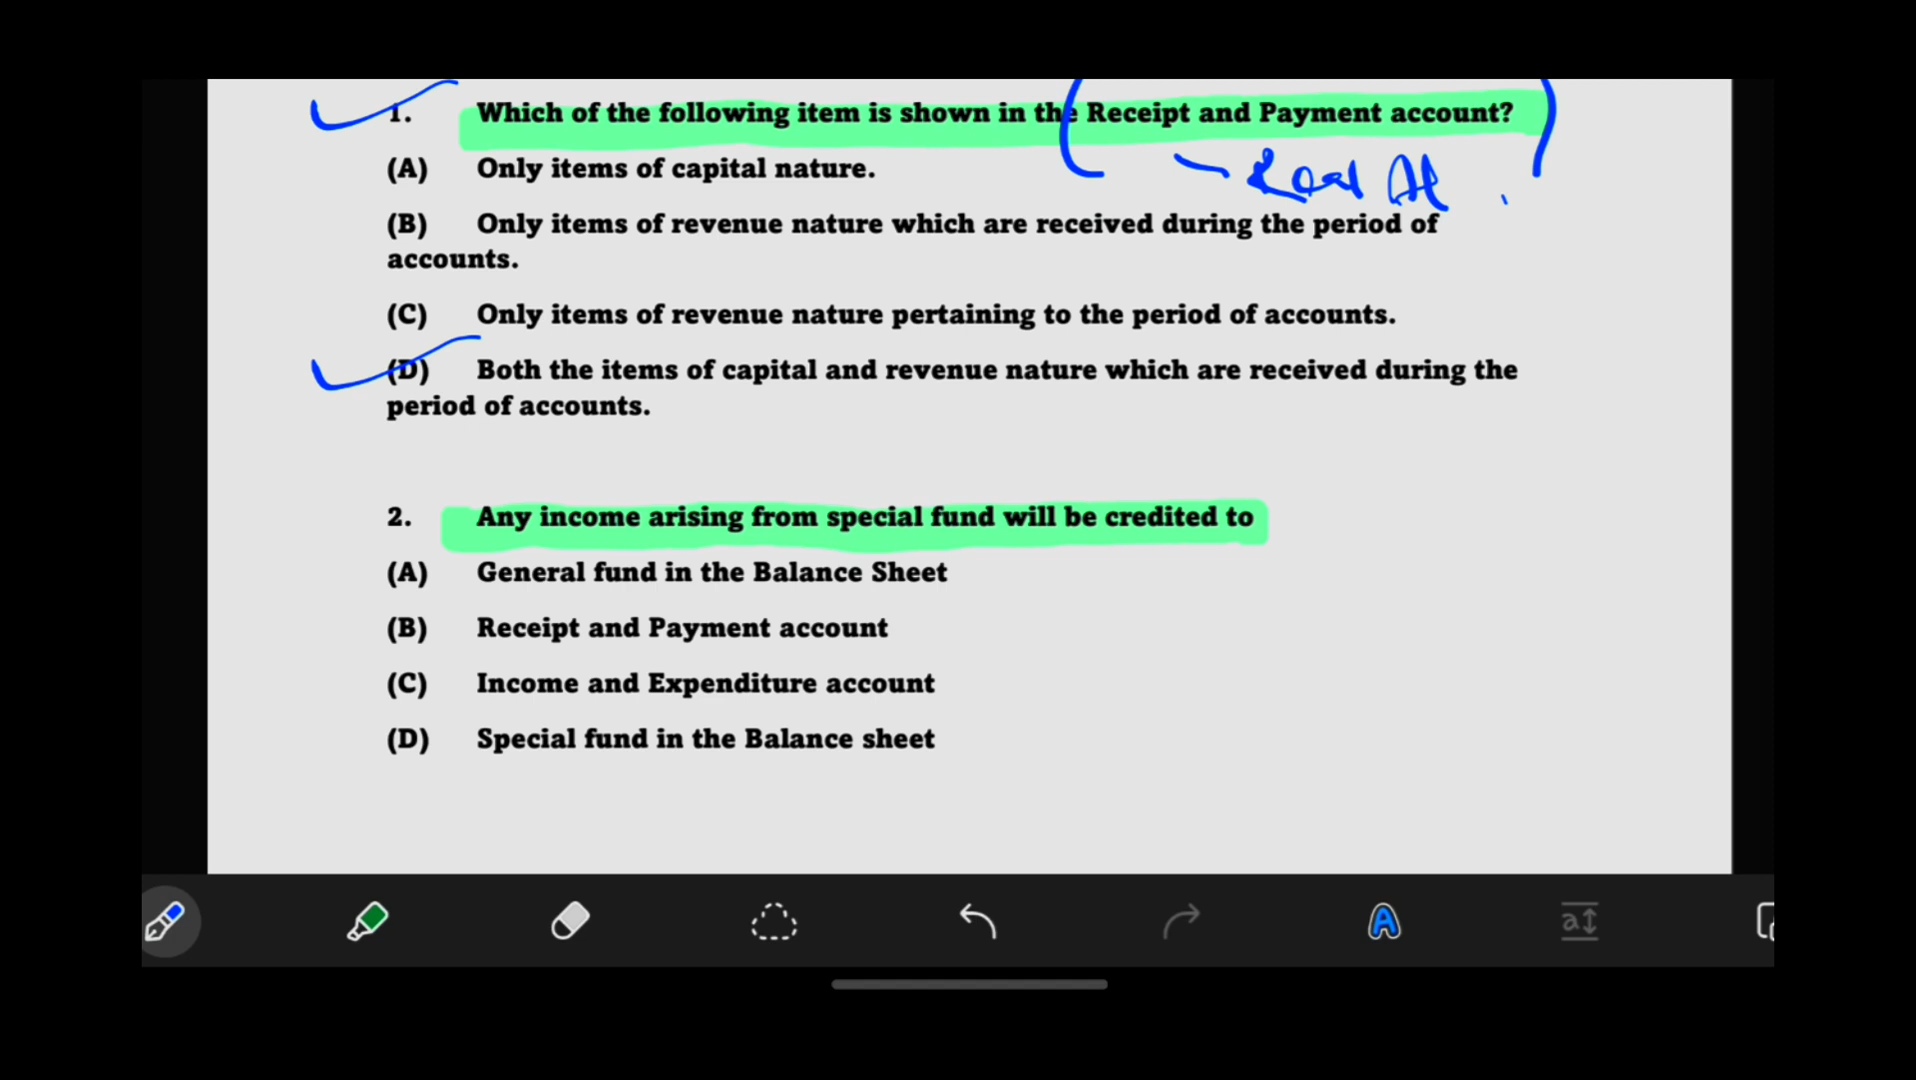 1. Which of the following item is shown in the Receipt and Payment account?
(A) Only items of capital nature.
Real A/c
(B) Only items of revenue nature which are received during the period of
accounts.
(C) Only items of revenue nature pertaining to the period of accounts.
(D) Both the items of capital and revenue nature which are received during the
period of accounts.
2. Any income arising from special fund will be credited to
(A) General fund in the Balance Sheet
(B) Receipt and Payment account
(C) Income and Expenditure account
(D) Special fund in the Balance sheet
A
a